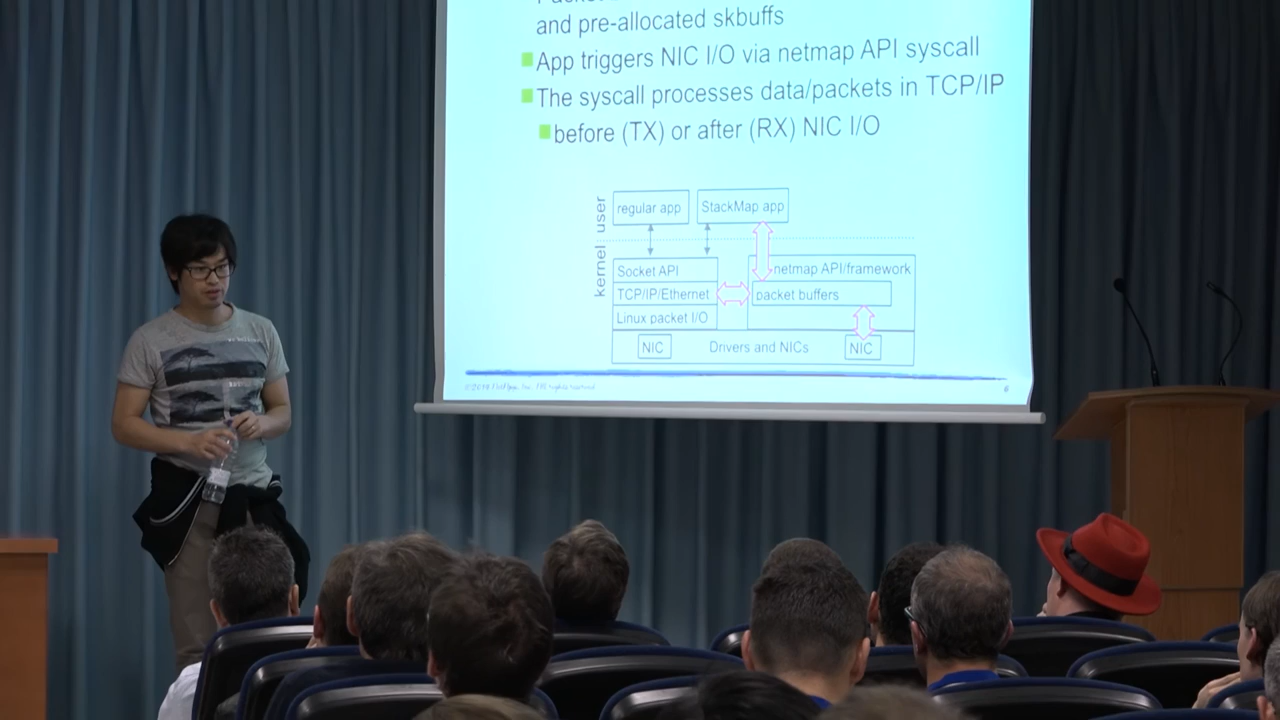 and pre-allocated skbuffs
App triggers NIC I/O via netmap API syscall
The syscall processes data/packets in TCP/IP
before (TX) or after (RX) NIC I/O
user
regular app
StackMap app
kernel
Socket API
netmap API/framework
TCP/IP/Ethernet
packet buffers
Linux packet I/O
NIC
Drivers and NICs
NIC